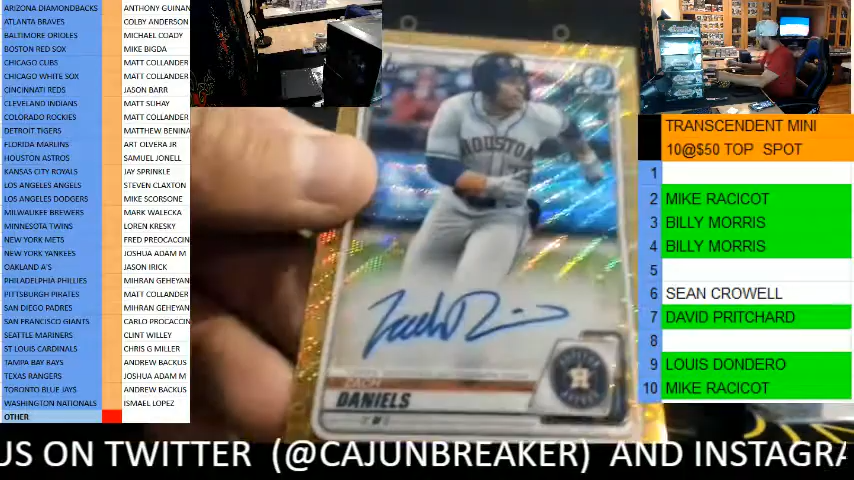 ARIZONA DIAMONDBACKS ANTHONY GUINAN
ATLANTA BRAVES COLBY ANDERSON
BALTIMORE ORIOLES MICHAEL COADY
BOSTON RED SOX MIKE BIGDA
CHICAGO CUBS MATT COLLANDER
CHICAGO WHITE SOX MATT COLLANDER
CINCINNATI REDS JASON BARR
CLEVELAND INDIANS MATT SUHAY
COLORADO ROCKIES MATT COLLANDER
DETROIT TIGERS MATTHEW BENINA
FLORIDA MARLINS ART OLVERA JR
HOUSTON ASTROS SAMUEL JONELL
KANSAS CITY ROYALS JAY SPRINKLE
LOS ANGELES ANGELS STEVEN CLAXTON
LOS ANGELES DODGERS MIKE SCORSONE
MILWAUKEE BREWERS MARK WALECKA
MINNESOTA TWINS LOREN KRESKY
NEW YORK METS FRED PREOCACCIN
NEW YORK YANKEES JOSHUA ADAM M
OAKLAND A'S JASON IRICK
PHILADELPHIA PHILLIES MIHRAN GEHEYAN
PITTSBURGH PIRATES MATT COLLANDER
SAN DIEGO PADRES MIHRAN GEHEYAN
SAN FRANCISCO GIANTS CARLO PROCACCIN
SEATTLE MARINERS CLINT WILLEY
ST LOUIS CARDINALS CHRIS G MILLER
TAMPA BAY RAYS ANDREW BACKUS
TEXAS RANGERS JOSHUA ADAM M
TORONTO BLUE JAYS ANDREW BACKUS
WASHINGTON NATIONALS ISMAEL LOPEZ
OTHER
HOUSTON
ZACH
DANIELS
TRANSCENDENT MINI
10@$50 TOP SPOT
1
2 MIKE RACICOT
3 BILLY MORRIS
4 BILLY MORRIS
5
6 SEAN CROWELL
7 DAVID PRITCHARD
8
9 LOUIS DONDERO
10 MIKE RACICOT
US ON TWITTER (@CAJUNBREAKER) AND INSTAGRA